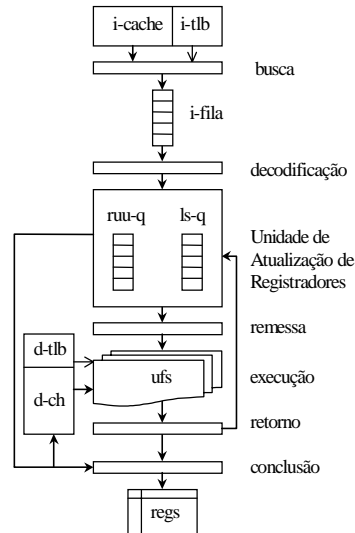 i-cache i-tlb
busca
i-fila
decodificação
ruu-q ls-q
Unidade de
Atualização de
Registradores
remessa
d-tlb
ufs
execução
d-ch
retorno
conclusão
regs